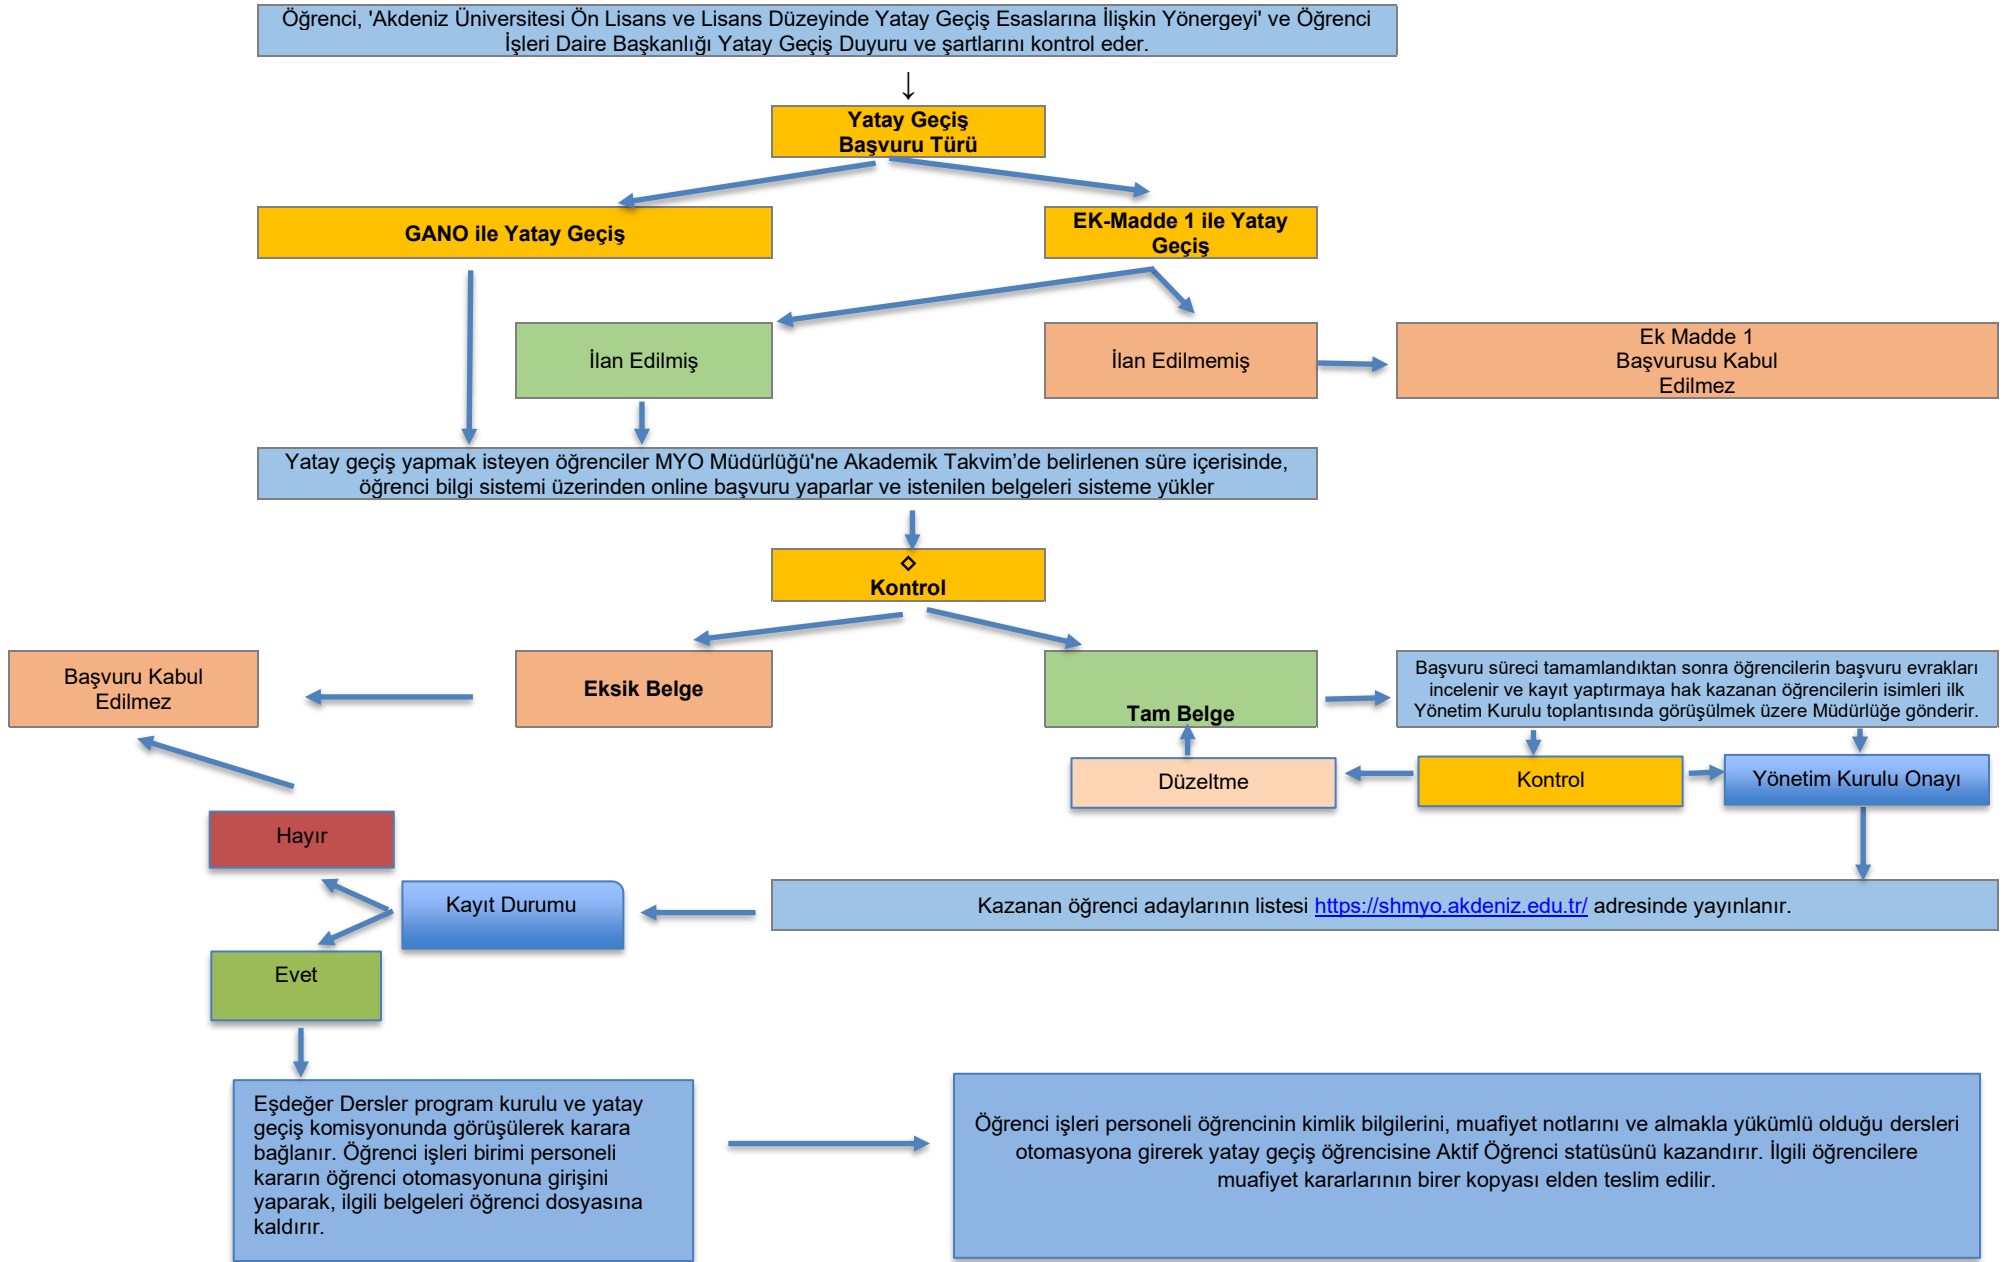 Öğrenci, 'Akdeniz Üniversitesi Ön Lisans ve Lisans Düzeyinde Yatay Geçiş Esaslarına İlişkin Yönergeyi' ve Öğrenci
İşleri Daire Başkanlığı Yatay Geçiş Duyuru ve şartlarını kontrol eder.
Yatay Geçiş
Başvuru Türü
GANO ile Yatay Geçiş
EK-Madde 1 ile Yatay
Geçiş
İlan Edilmiş
İlan Edilmemiş
Ek Madde 1
Başvurusu Kabul
Edilmez
Yatay geçiş yapmak isteyen öğrenciler MYO Müdürlüğü'ne Akademik Takvim’de belirlenen süre içerisinde,
öğrenci bilgi sistemi üzerinden online başvuru yaparlar ve istenilen belgeleri sisteme yükler
Kontrol
Başvuru Kabul
Edilmez
Eksik Belge
Tam Belge
Başvuru süreci tamamlandıktan sonra öğrencilerin başvuru evrakları
incelenir ve kayıt yaptırmaya hak kazanan öğrencilerin isimleri ilk
Yönetim Kurulu toplantısında görüşülmek üzere Müdürlüğe gönderir.
Düzeltme
Kontrol
Yönetim Kurulu Onayı
Hayır
Kayıt Durumu
Kazanan öğrenci adaylarının listesi https://shmyo.akdeniz.edu.tr/ adresinde yayınlanır.
Evet
Eşdeğer Dersler program kurulu ve yatay
geçiş komisyonunda görüşülerek karara
bağlanır. Öğrenci işleri birimi personeli
kararın öğrenci otomasyonuna girişini
yaparak, ilgili belgeleri öğrenci dosyasına
kaldırır.
Öğrenci işleri personeli öğrencinin kimlik bilgilerini, muafiyet notlarını ve almakla yükümlü olduğu dersleri
otomasyona girerek yatay geçiş öğrencisine Aktif Öğrenci statüsünü kazandırır. İlgili öğrencilere
muafiyet kararlarının birer kopyası elden teslim edilir.